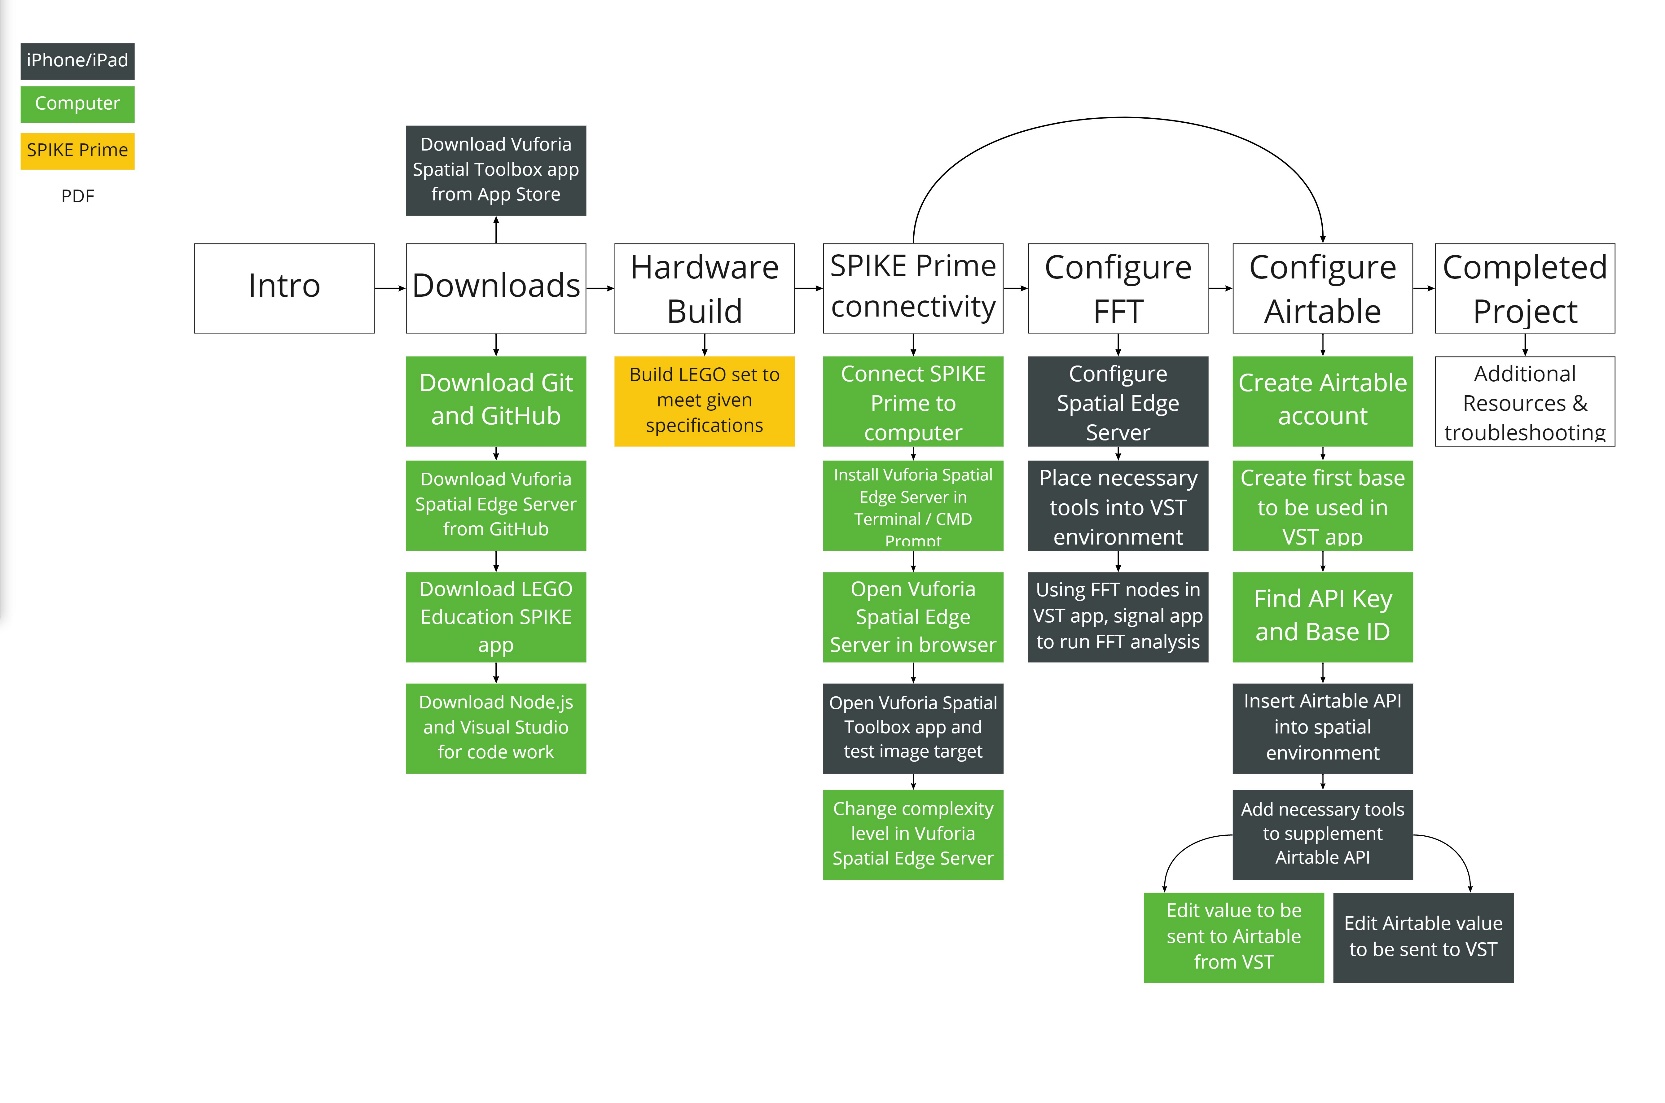 iPhone/iPad
Computer
SPIKE Prime
PDF
Download Vuforia
Spatial Toolbox app
from App Store
Intro
Downloads
Hardware
Build
SPIKE Prime
connectivity
Configure
FFT
Configure
Airtable
Completed
Project
Download Git
and GitHub
Download Vuforia
Spatial Edge Server
from GitHub
Download LEGO
Education SPIKE
app
Download Node.js
and Visual Studio
for code work
Build LEGO set to
meet given
specifications
Connect SPIKE
Prime to
computer
Install Vuforia Spatial
Edge Server in
Terminal / CMD
Prompt
Open Vuforia
Spatial Edge
Server in browser
Open Vuforia Spatial
Toolbox app and
test image target
Change complexity
level in Vuforia
Spatial Edge Server
Configure
Spatial Edge
Server
Place necessary
tools into VST
environment
Using FFT nodes in
VST app, signal app
to run FFT analysis
Create Airtable
account
Create first base
to be used in
VST app
Find API Key
and Base ID
Insert Airtable API
into spatial
environment
Add necessary tools
to supplement
Airtable API
Edit value to be
sent to Airtable
from VST
Edit Airtable value
to be sent to VST
Additional
Resources &
troubleshooting